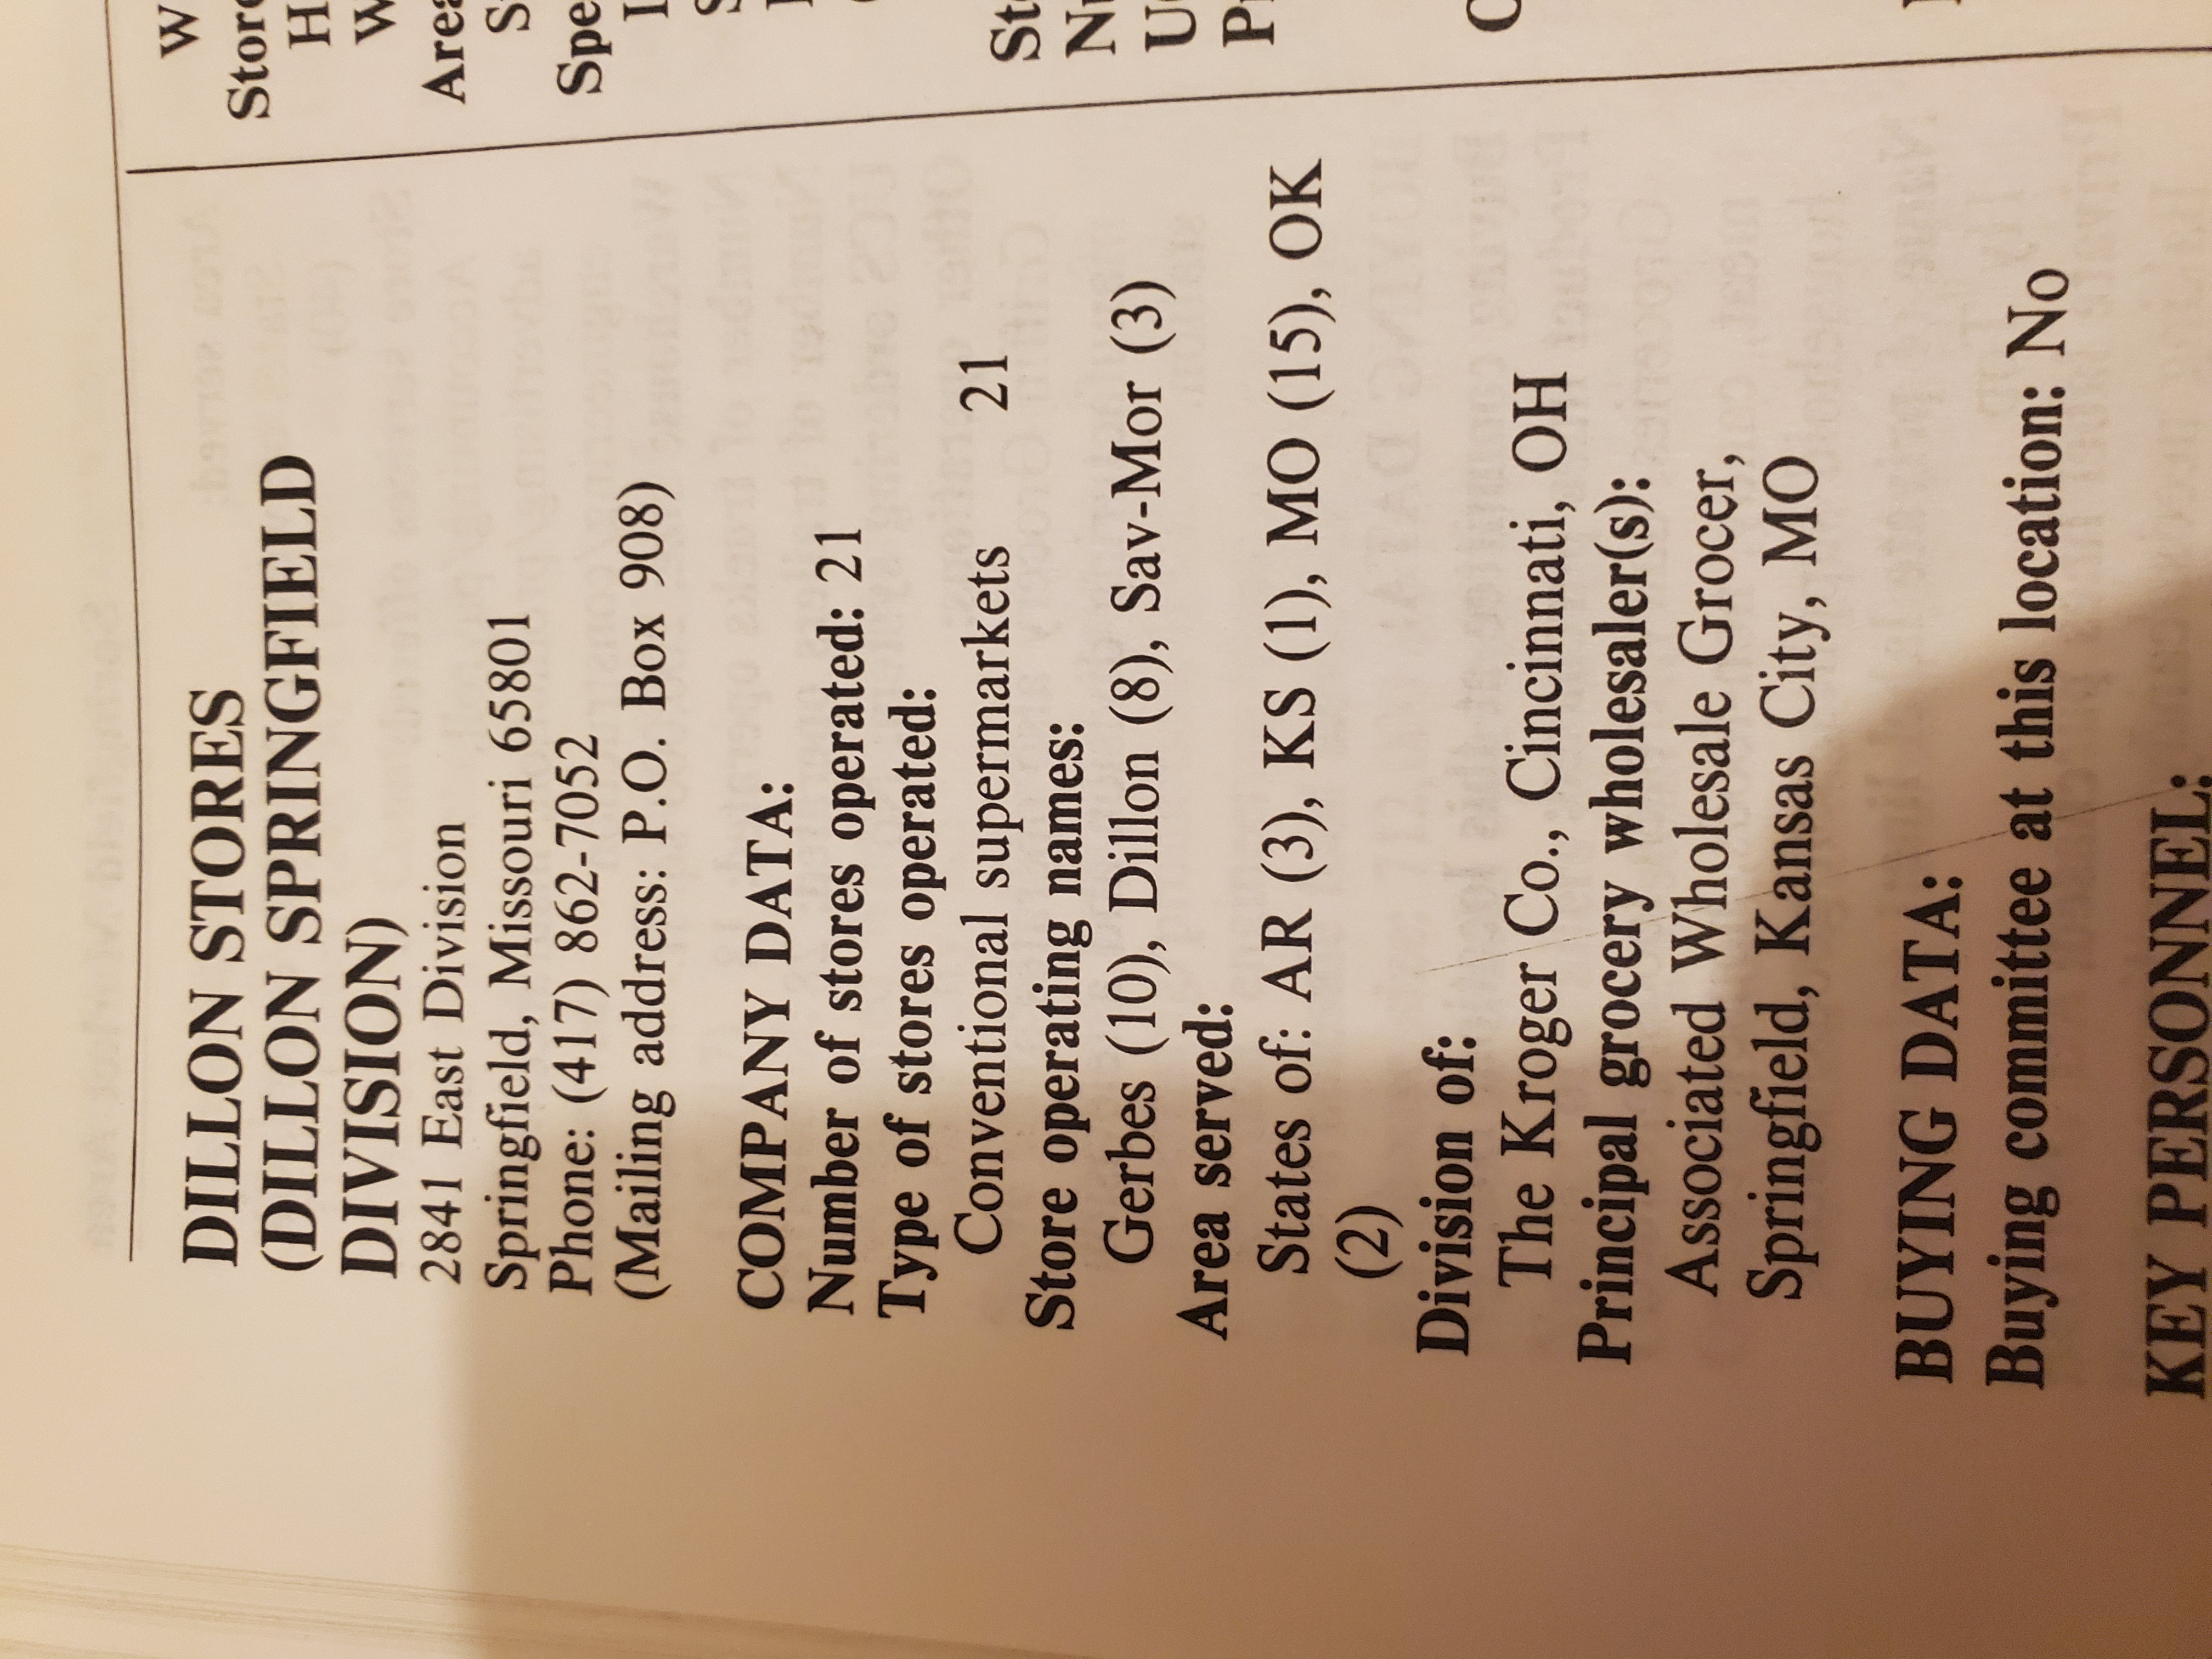 DILLON STORES
(DILLON SPRINGFIELD
DIVISION)
2841 East Division
Springfield, Missouri 65801
Phone: (417) 862-7052
(Mailing address: P.O. Box 908)
COMPANY DATA:
Number of stores operated: 21
Type of stores operated:
Conventional supermarkets 21
Store operating names:
Gerbes (10), Dillon (8), Sav-Mor (3)
Area served:
States of: AR (3), KS (1), MO (15), OK
(2)
Division of:
The Kroger Co., Cincinnati, OH
Principal grocery wholesaler(s):
Associated Wholesale Grocer,
Springfield, Kansas City, MO
BUYING DATA:
Buying committee at this location: No
KEY PERSONNEL: